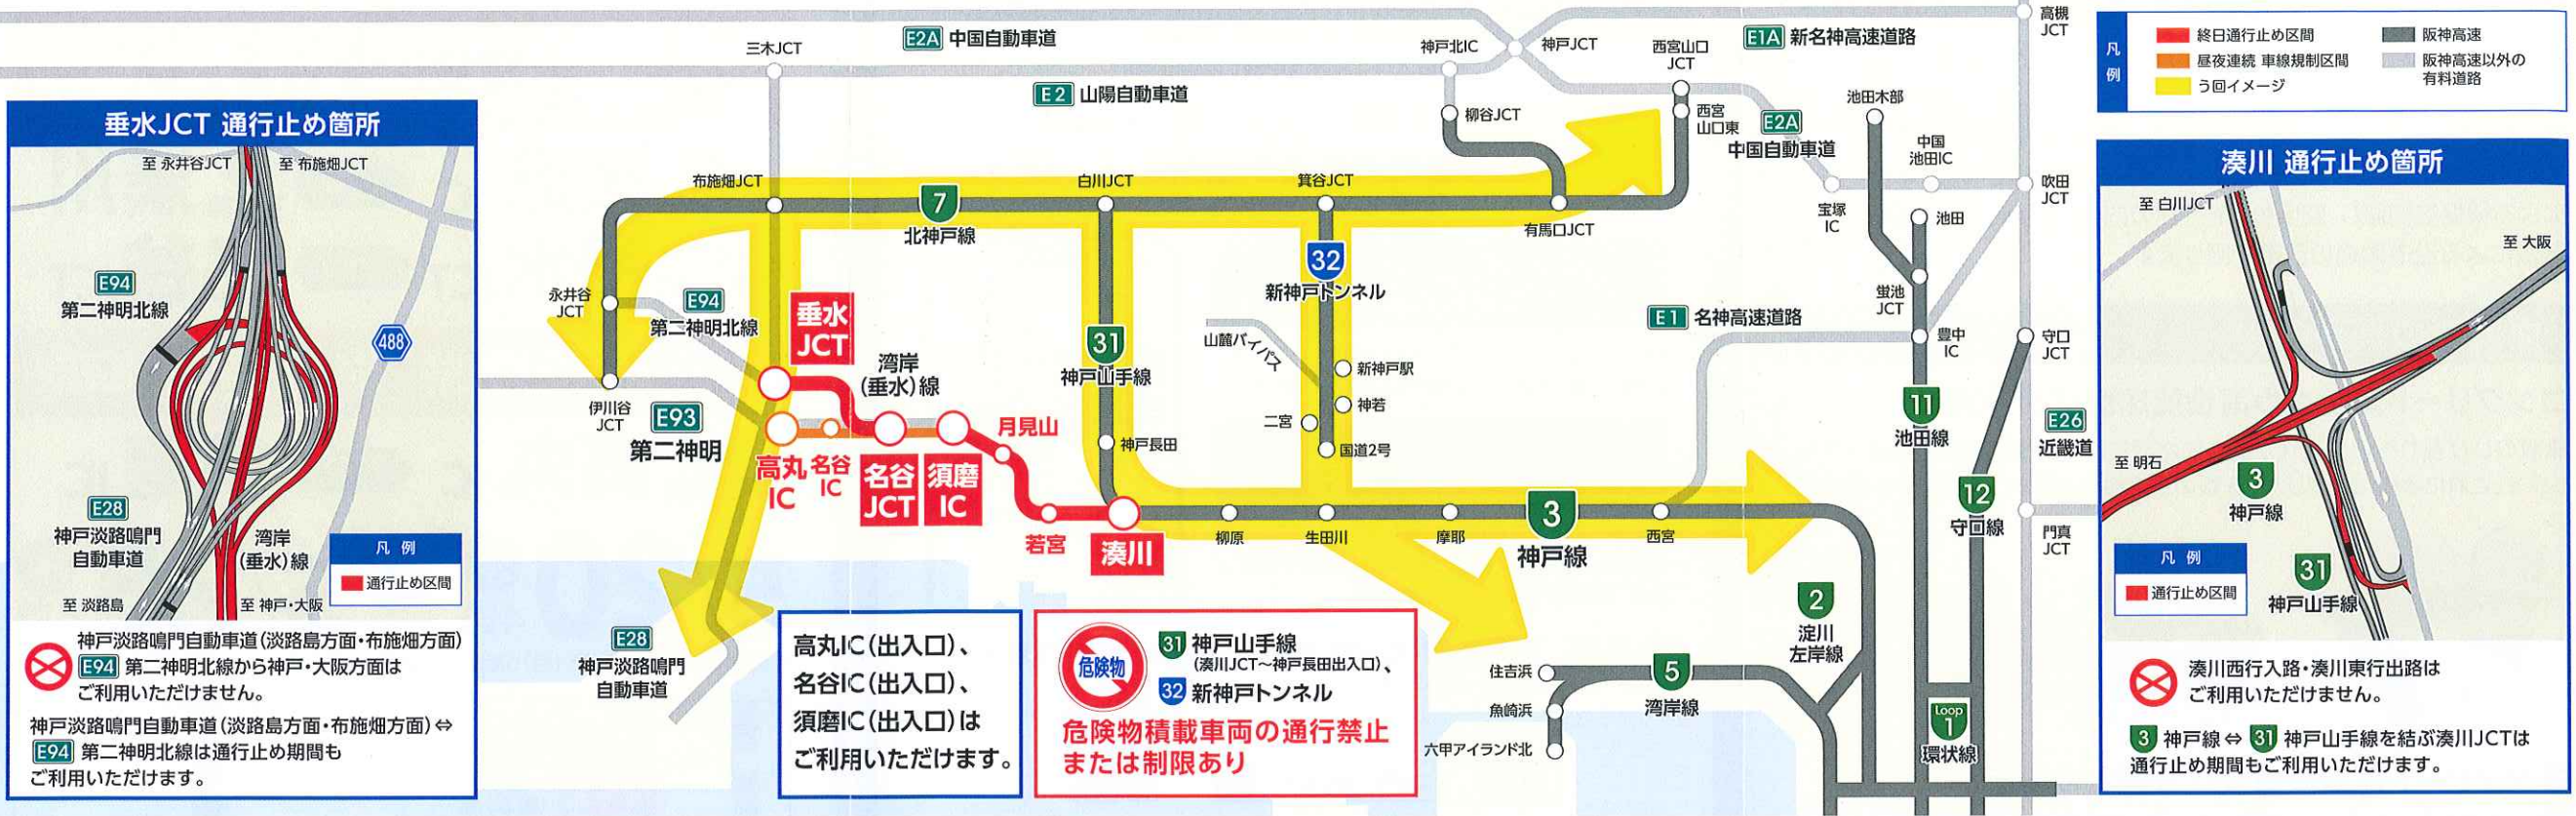 E2A 中国自動車道
三木JCT
E2 山陽自動車道
神戸北IC
神戸JCT
西宮山口
JCT
E1A 新名神高速道路
高槻
JCT
凡例
終日通行止め区間
昼夜連続 車線規制区間
う回イメージ
阪神高速
阪神高速以外の
有料道路
垂水JCT 通行止め箇所
至 永井谷JCT
至 布施畑JCT
E94
第二神明北線
488
E28
神戸淡路鳴門
自動車道
湾岸
(垂水)線
至 淡路島
至 神戸・大阪
凡 例
通行止め区間
神戸淡路鳴門自動車道(淡路島方面・布施畑方面)
E94 第二神明北線から神戸・大阪方面は
ご利用いただけません。
神戸淡路鳴門自動車道(淡路島方面・布施畑方面)⇔
E94 第二神明北線は通行止め期間も
ご利用いただけます。
柳谷JCT
西宮
山口東
E2A
中国自動車道
池田木部
中国
池田IC
吹田
JCT
宝塚
IC
池田
布施畑JCT
7
北神戸線
白川JCT
箕谷JCT
有馬口JCT
32
新神戸トンネル
永井谷
JCT
E94
第二神明北線
垂水
JCT
湾岸
(垂水)線
31
神戸山手線
山麓バイパス
新神戸駅
神若
二宮
国道2号
E1 名神高速道路
蛍池
JCT
豊中
IC
守口
JCT
伊川谷
JCT
E93
第二神明
高丸
IC
名谷
IC
名谷
JCT
須磨
IC
月見山
神戸長田
若宮
湊川
柳原
生田川
摩耶
3
神戸線
西宮
11
池田線
12
守口線
E26
近畿道
門真
JCT
2
淀川
左岸線
E28
神戸淡路鳴門
自動車道
住吉浜
魚崎浜
六甲アイランド北
5
湾岸線
Loop
1
環状線
高丸IC(出入口)、
名谷IC(出入口)、
須磨IC(出入口)は
ご利用いただけます。
危険物
31 神戸山手線
(湊川JCT~神戸長田出入口)、
32 新神戸トンネル
危険物積載車両の通行禁止
または制限あり
湊川 通行止め箇所
至 白川JCT
至 大阪
至 明石
3
神戸線
31
神戸山手線
凡 例
通行止め区間
湊川西行入路・湊川東行出路は
ご利用いただけません。
3 神戸線⇔31 神戸山手線を結ぶ湊川JCTは
通行止め期間もご利用いただけます。